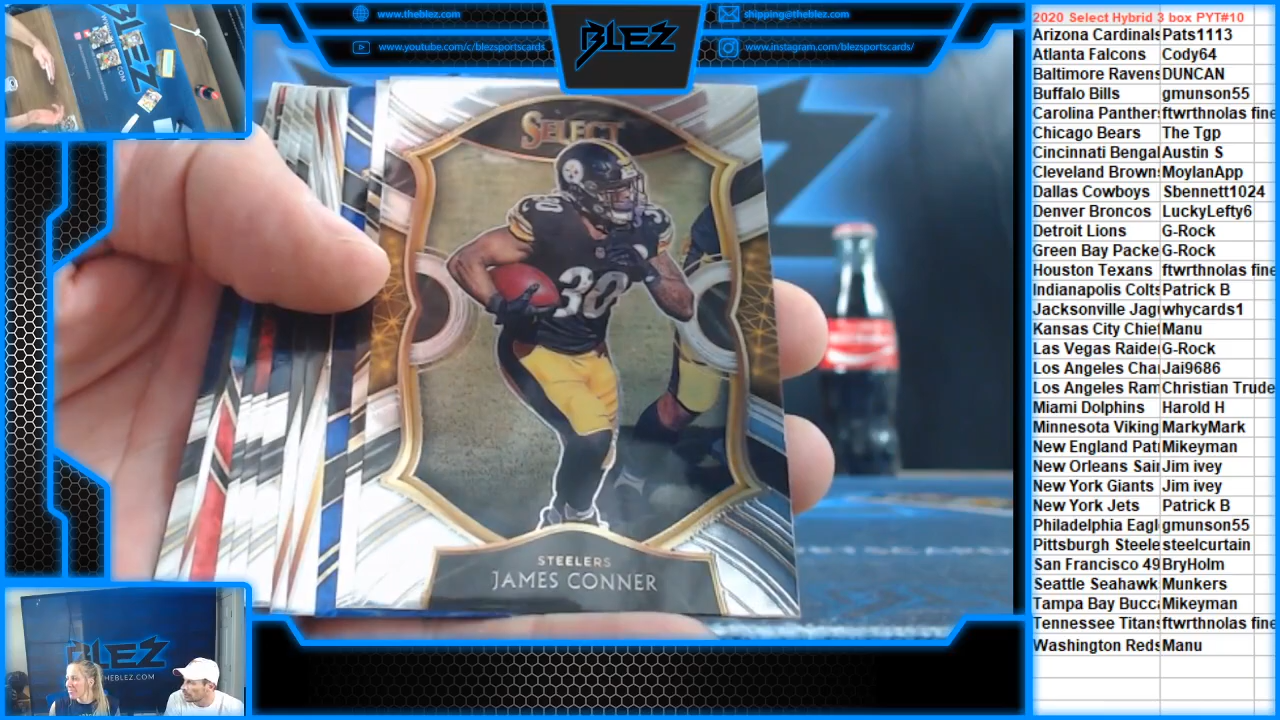 www.theblez.com
shipping@theblez.com
www.youtube.com/c/blezsportscards
www.instagram.com/blezsportscards/
BLEZ
SELECT
30
30
30
STEELERS
JAMES CONNER
BLEZ
THEBLEZ.COM
2020 Select Hybrid 3 box PYT#10
Arizona Cardinals Pats1113
Atlanta Falcons Cody64
Baltimore Ravens DUNCAN
Buffalo Bills gmunson55
Carolina Panther ftwrthnolas fine
Chicago Bears The Tgp
Cincinnati Bengal Austin S
Cleveland Brown MoylanApp
Dallas Cowboys Sbennett1024
Denver Broncos LuckyLefty6
Detroit Lions G-Rock
Green Bay Packe G-Rock
Houston Texans ftwrthnolas fine
Indianapolis Colts Patrick B
Jacksonville Jag whycards1
Kansas City Chief Manu
Las Vegas Raide G-Rock
Los Angeles Cha Jai9686
Los Angeles Ram Christian Trude
Miami Dolphins Harold H
Minnesota Viking MarkyMark
New England Pat Mikeyman
New Orleans Sai Jim ivey
New York Giants Jim ivey
New York Jets Patrick B
Philadelphia Eagl gmunson55
Pittsburgh Steele steelcurtain
San Francisco 49 BryHolm
Seattle Seahawk Munkers
Tampa Bay Bucc Mikeyman
Tennessee Titans ftwrthnolas fine
Washington Reds Manu